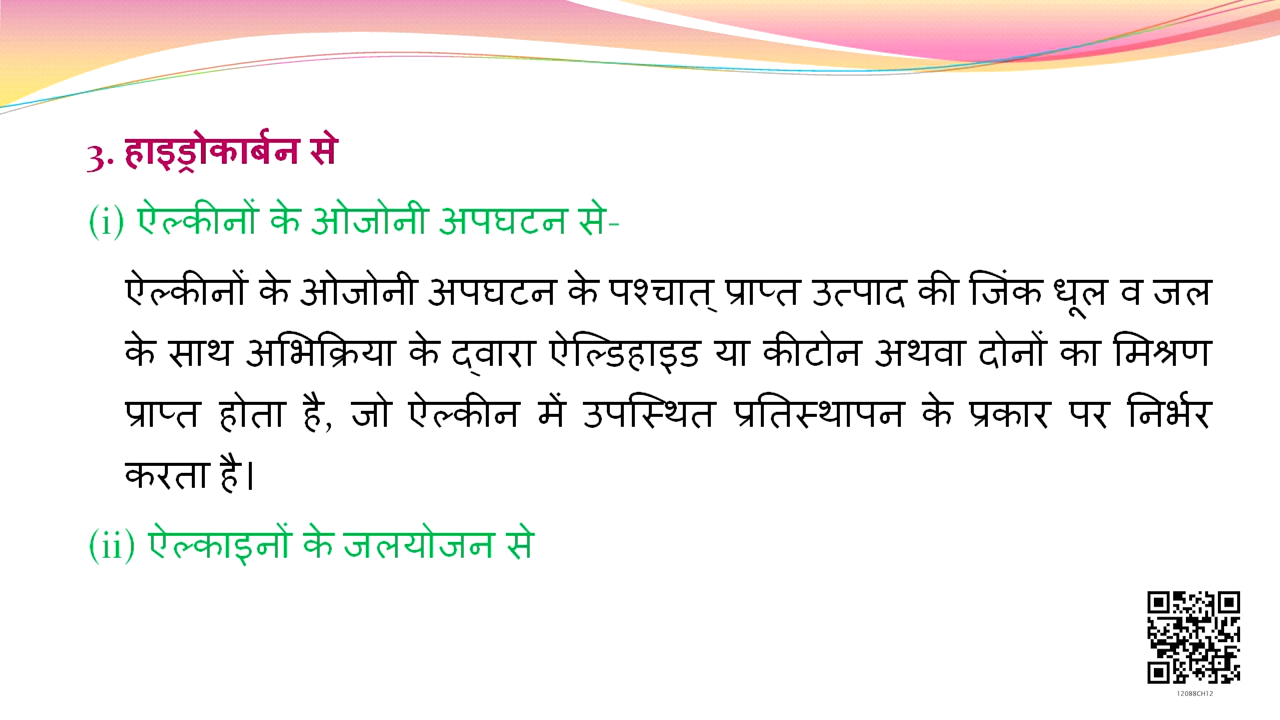 3. हाइड्रोकार्बन से
(i) ऐल्कीनों के ओजोनी अपघटन से-
ऐल्कीनों के ओजोनी अपघटन के पश्चात् प्राप्त उत्पाद की जिंक धूल व जल
के साथ अभिक्रिया के द्वारा ऐल्डिहाइड या कीटोन अथवा दोनों का मिश्रण
प्राप्त होता है, जो ऐल्कीन में उपस्थित प्रतिस्थापन के प्रकार पर निर्भर
करता है।
(ii) ऐल्काइनों के जलयोजन से
12088CH12